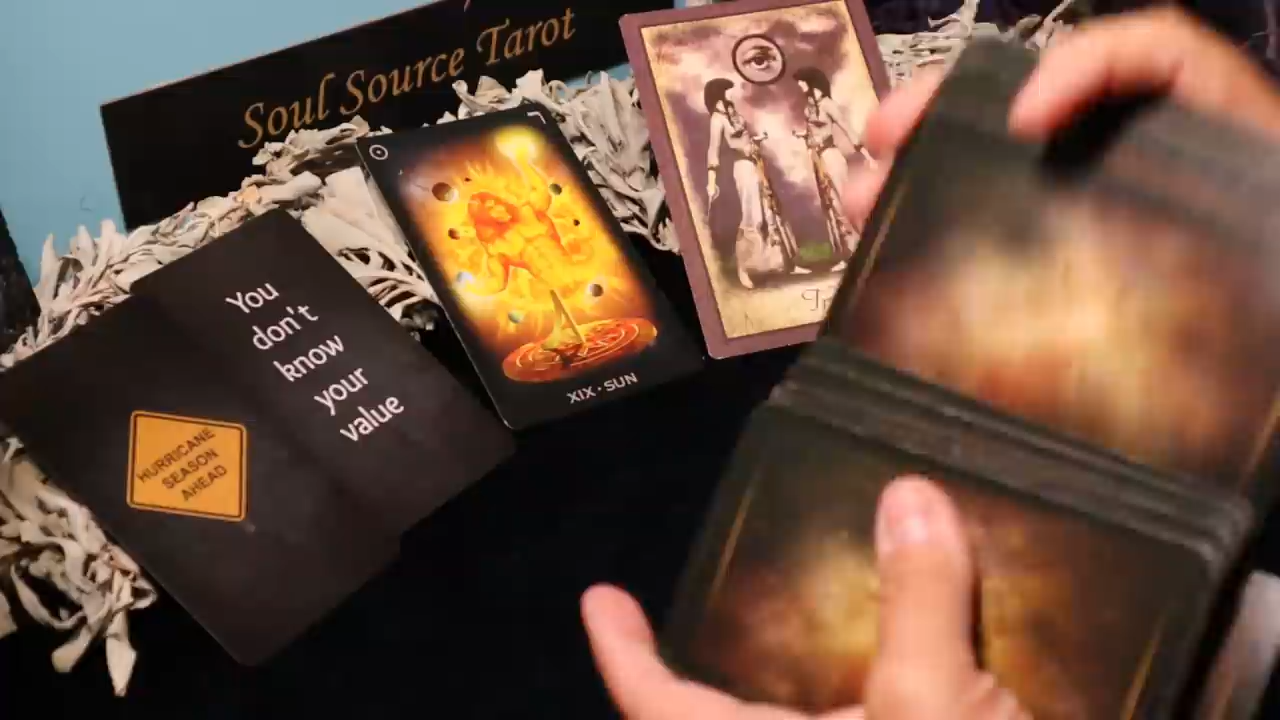 Soul Source Tarot
You
don't
know
your
value
HURRICANE
SEASON
AHEAD
XIX · SUN